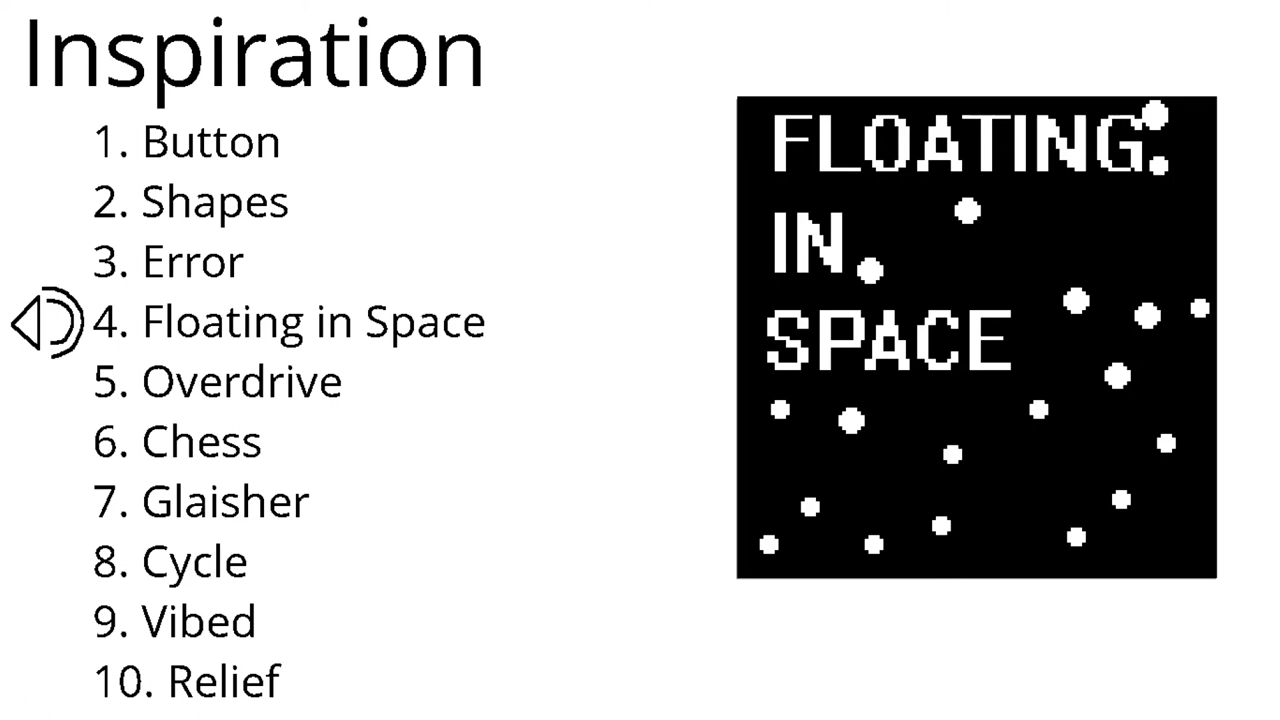 Inspiration
1. Button
2. Shapes
3. Error
4. Floating in Space
5. Overdrive
6. Chess
7. Glaisher
8. Cycle
9. Vibed
10. Relief
FLOATING
IN
SPACE